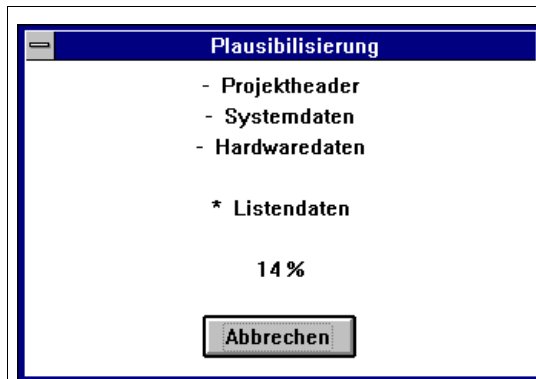 Plausibilisierung
- Projektheader
- Systemdaten
- Hardwaredaten
* Listendaten
14 %
Abbrechen